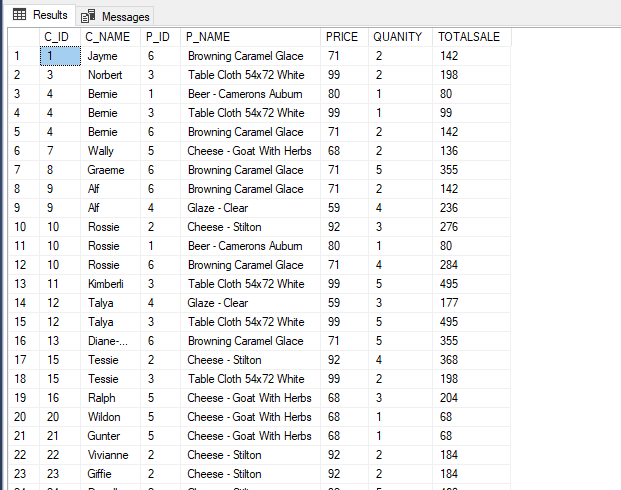 Results Messages
C_ID C_NAME P_ID P_NAME PRICE QUANITY TOTALSALE
1 1 Jayme 6 Browning Caramel Glace 71 2 142
2 3 Norbert 3 Table Cloth 54x72 White 99 2 198
3 4 Bernie 1 Beer - Camerons Auburn 80 1 80
4 4 Bernie 3 Table Cloth 54x72 White 99 1 99
5 4 Bernie 6 Browning Caramel Glace 71 2 142
6 7 Wally 5 Cheese - Goat With Herbs 68 2 136
7 8 Graeme 6 Browning Caramel Glace 71 5 355
8 9 Alf 6 Browning Caramel Glace 71 2 142
9 9 Alf 4 Glaze - Clear 59 4 236
10 10 Rossie 2 Cheese - Stilton 92 3 276
11 10 Rossie 1 Beer - Camerons Auburn 80 1 80
12 10 Rossie 6 Browning Caramel Glace 71 4 284
13 11 Kimberli 3 Table Cloth 54x72 White 99 5 495
14 12 Talya 4 Glaze - Clear 59 3 177
15 12 Talya 3 Table Cloth 54x72 White 99 5 495
16 13 Diane-... 6 Browning Caramel Glace 71 5 355
17 15 Tessie 2 Cheese - Stilton 92 4 368
18 15 Tessie 3 Table Cloth 54x72 White 99 2 198
19 16 Ralph 5 Cheese - Goat With Herbs 68 3 204
20 20 Wildon 5 Cheese - Goat With Herbs 68 1 68
21 21 Gunter 5 Cheese - Goat With Herbs 68 1 68
22 22 Vivianne 2 Cheese - Stilton 92 2 184
23 23 Giffie 2 Cheese - Stilton 92 2 184